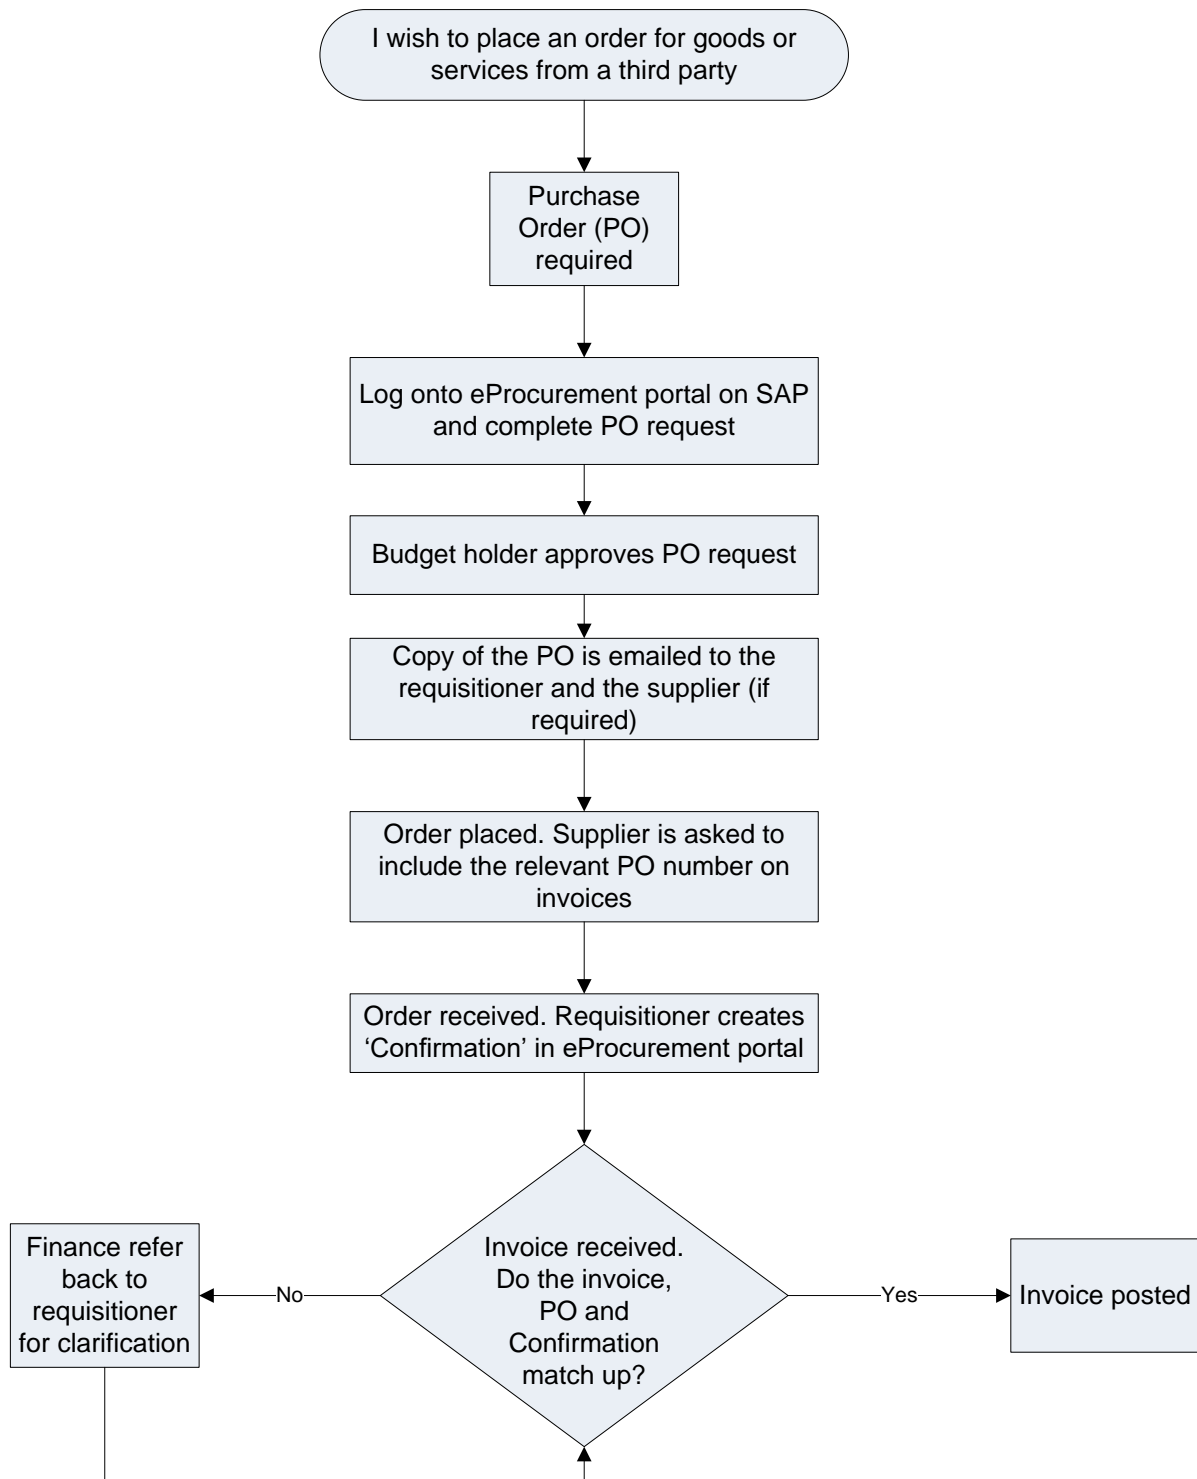 I wish to place an order for goods or
services from a third party
Purchase
Order (PO)
required
Log onto eProcurement portal on SAP
and complete PO request
Budget holder approves PO request
Copy of the PO is emailed to the
requisitioner and the supplier (if
required)
Order placed. Supplier is asked to
include the relevant PO number on
invoices
Order received. Requisitioner creates
‘Confirmation’ in eProcurement portal
Invoice received.
Do the invoice,
PO and
Confirmation
match up?
No
Finance refer
back to
requisitioner
for clarification
Yes
Invoice posted